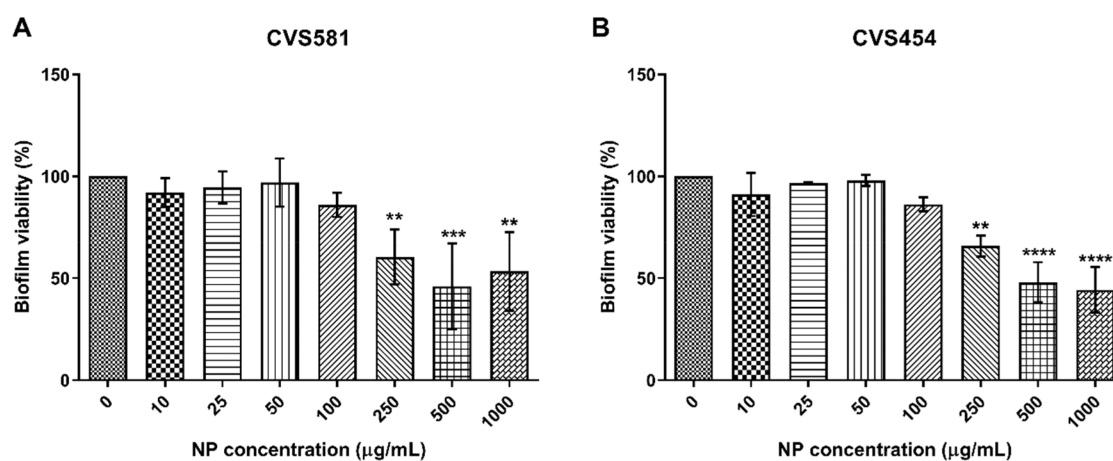 A
CVS581
Biofilm viability (%)
150
100
50
0
0 10 25 50 100 250 500 1000
** *** **
NP concentration (µg/mL)
B
CVS454
Biofilm viability (%)
150
100
50
0
0 10 25 50 100 250 500 1000
** **** ****
NP concentration (µg/mL)